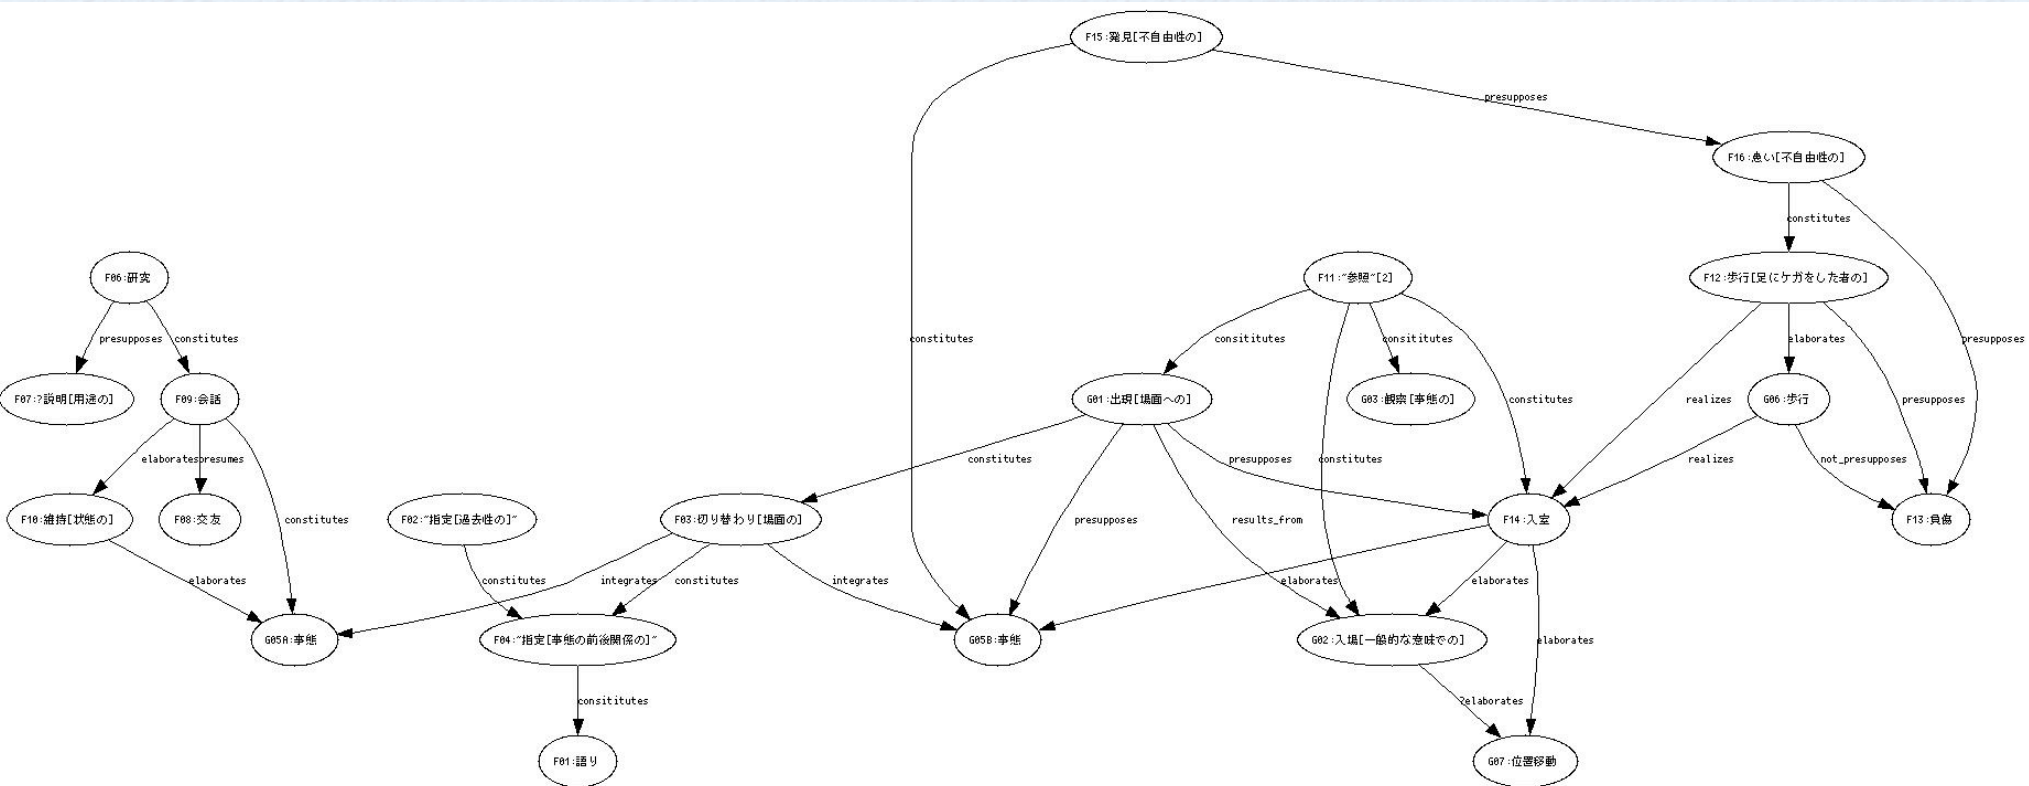 F15:発見[不自由性の]
presupposes
F16:患い[不自由性の]
constitutes
F06:研究
F11:"参照"[2]
F12:歩行[足にケガをした者の]
presupposes
constitutes
constitutes
consititutes
consititutes
elaborates
presupposes
F07:?説明[用途の]
F09:会話
G01:出現[場面への]
G03:観察[事態の]
constitutes
realizes
G06:歩行
presupposes
elaborates
presumes
constitutes
presupposes
constitutes
realizes
not_presupposes
F10:維持[状態の]
F08:交友
constitutes
F02:"指定[過去性の]"
F03:切り替わり[場面の]
presupposes
results_from
F14:入室
F13:負傷
elaborates
constitutes
integrates
constitutes
integrates
elaborates
elaborates
G05A:事態
F04:"指定[事態の前後関係の]"
G05B:事態
G02:入場[一般的な意味での]
elaborates
consititutes
?elaborates
F01:語り
G07:位置移動